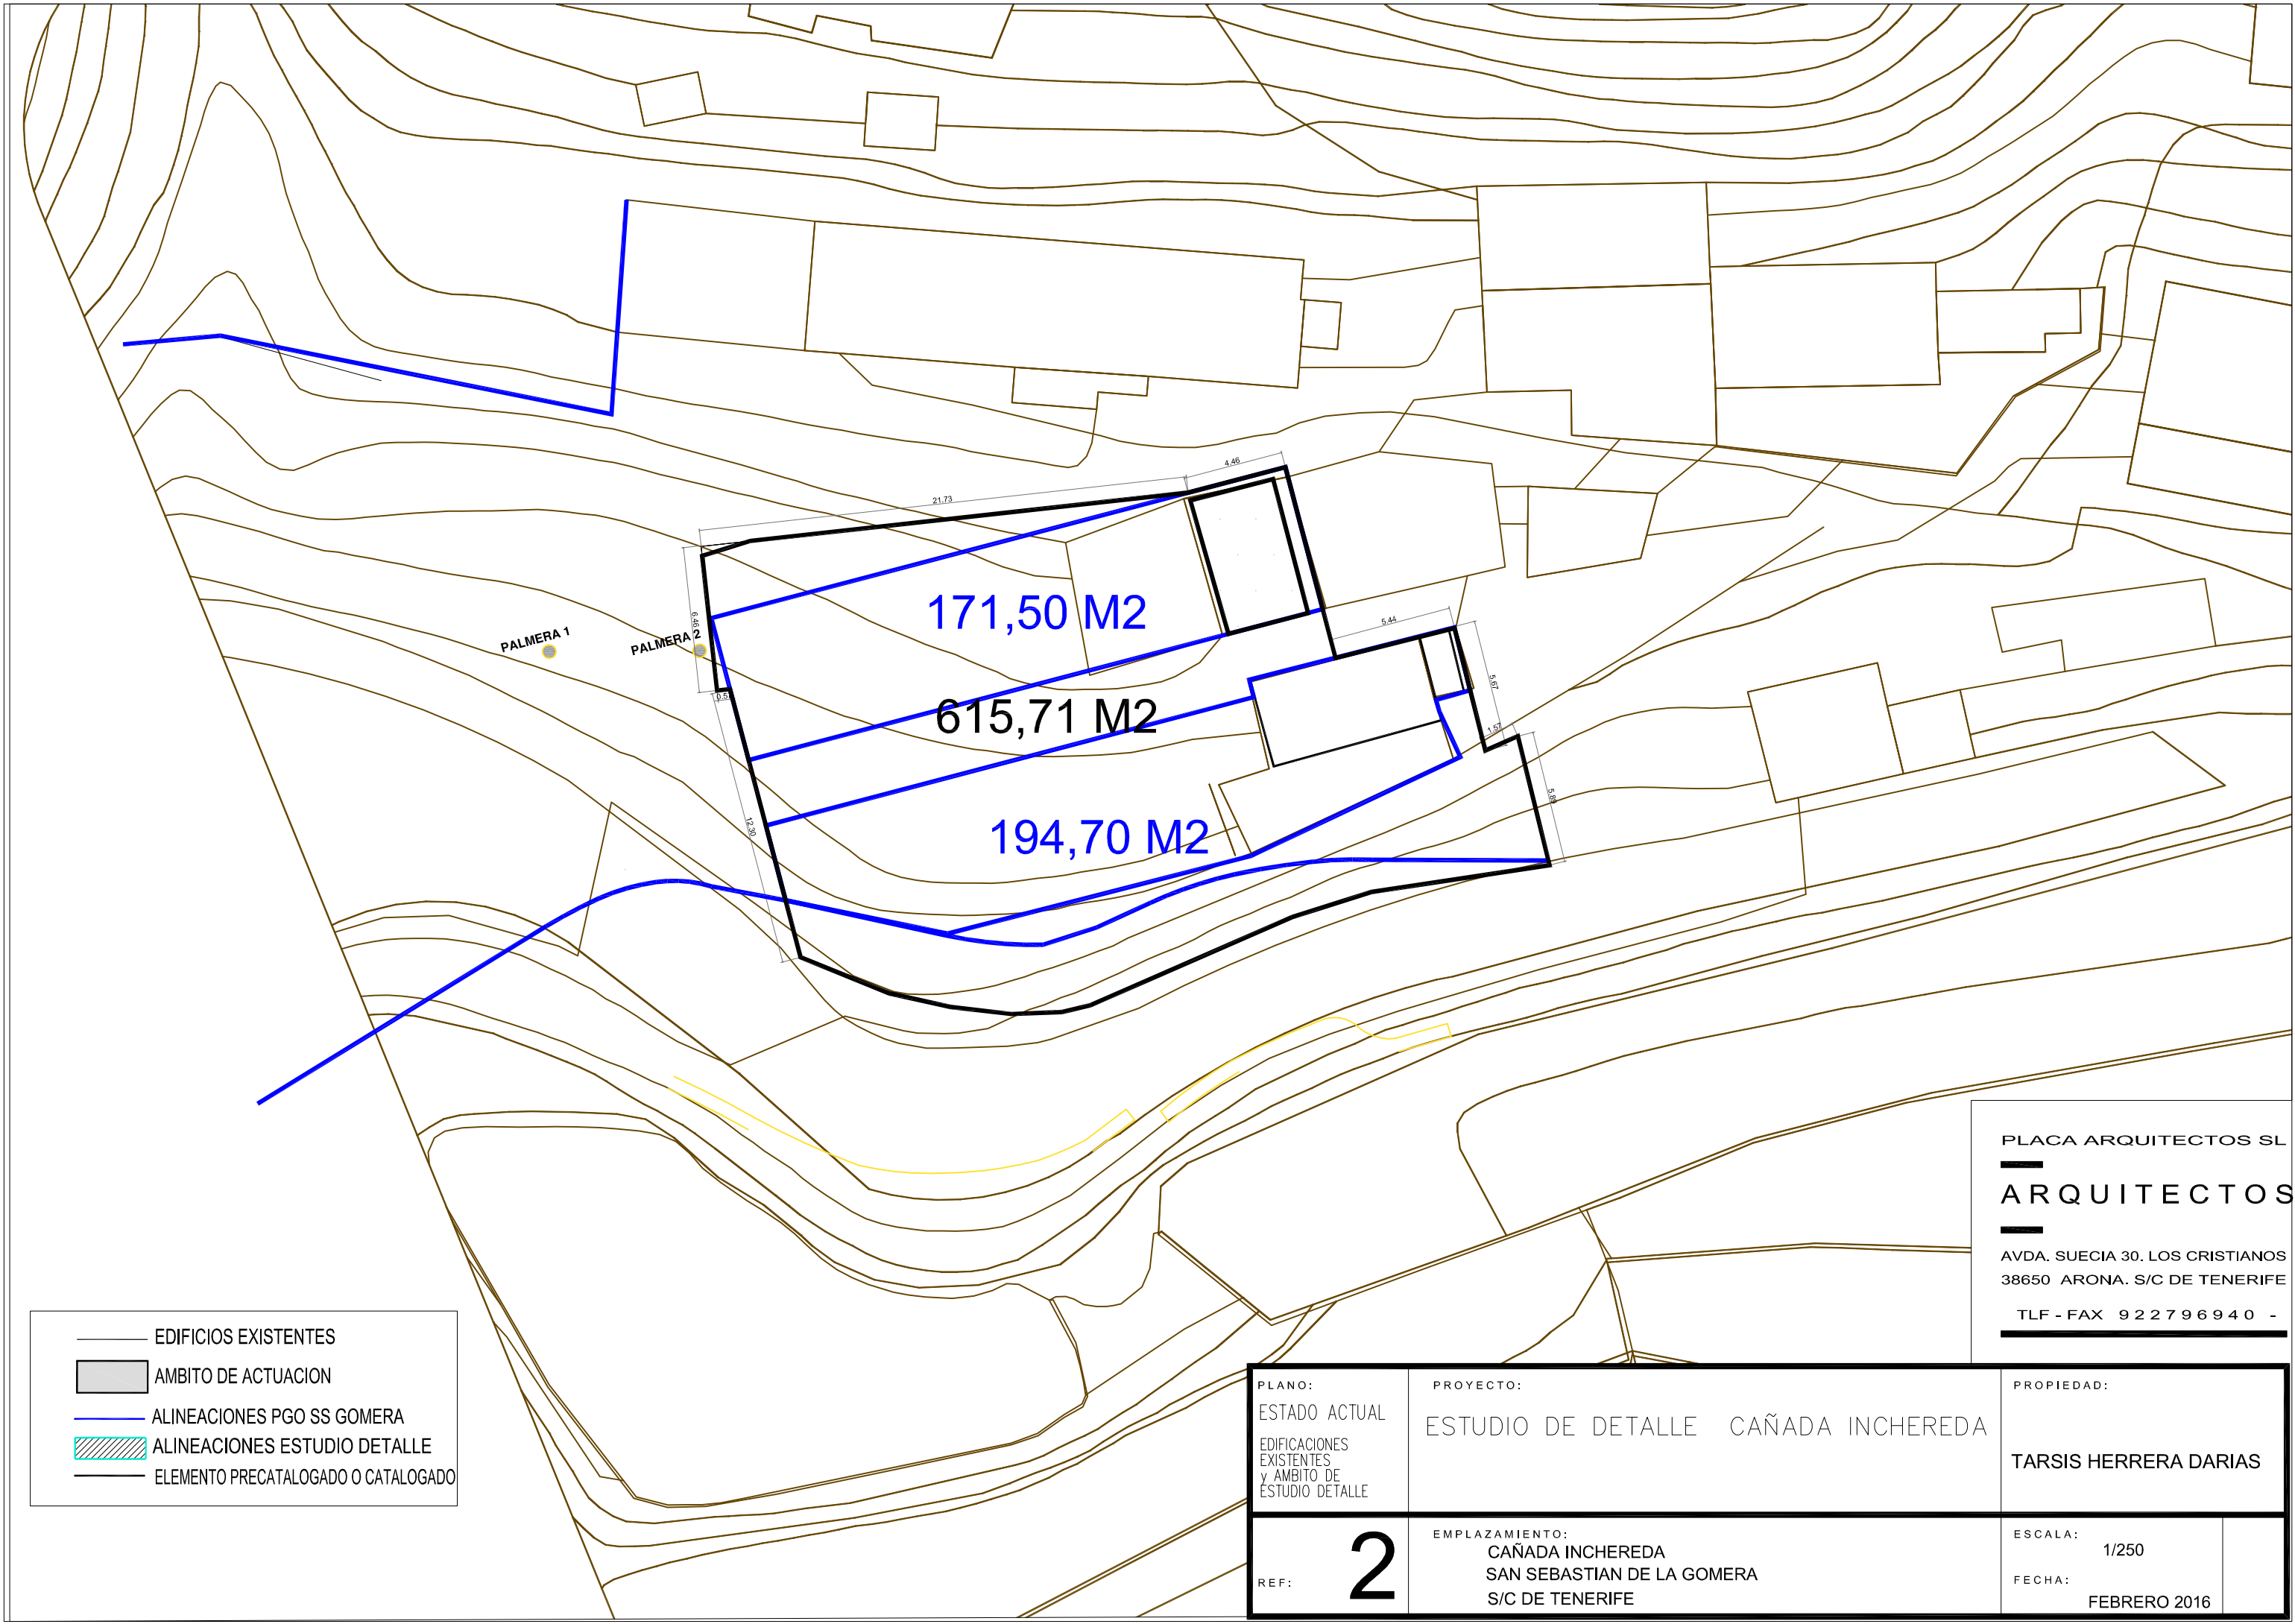 4.46
21.73
171,50 M2
6.46
PALMERA 1
PALMERA 2
5.44
5.67
615,71 M2
1.57
5.89
12.30
194,70 M2
PLACA ARQUITECTOS SL
ARQUITECTOS
AVDA. SUECIA 30. LOS CRISTIANOS
38650 ARONA. S/C DE TENERIFE
TLF - FAX 922796940 -
EDIFICIOS EXISTENTES
AMBITO DE ACTUACION
ALINEACIONES PGO SS GOMERA
ALINEACIONES ESTUDIO DETALLE
ELEMENTO PRECATALOGADO O CATALOGADO
PLANO:
ESTADO ACTUAL
EDIFICACIONES
EXISTENTES
y AMBITO DE
ESTUDIO DETALLE
PROYECTO:
ESTUDIO DE DETALLE CAÑADA INCHEREDA
PROPIEDAD:
TARSIS HERRERA DARIAS
REF:
2
EMPLAZAMIENTO:
CAÑADA INCHEREDA
SAN SEBASTIAN DE LA GOMERA
S/C DE TENERIFE
ESCALA:
1/250
FECHA:
FEBRERO 2016